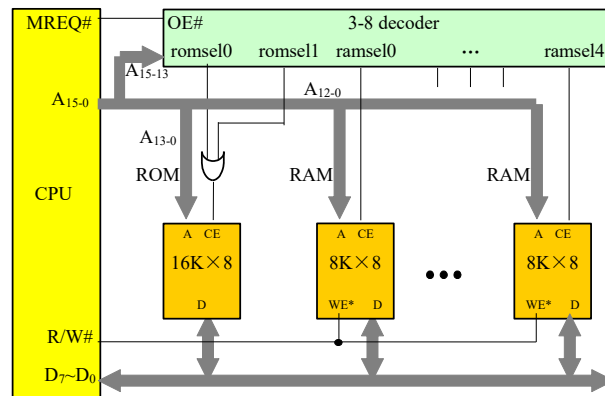 MREQ# OE# 3-8 decoder
romsel0 romsel1 ramsel0 ... ramsel4
A15-13
A15-0 A12-0
A13-0
ROM RAM RAM
CPU
A CE A CE A CE
16K×8 8K×8 ••• 8K×8
D WE* D WE* D
R/W#
D7~D0